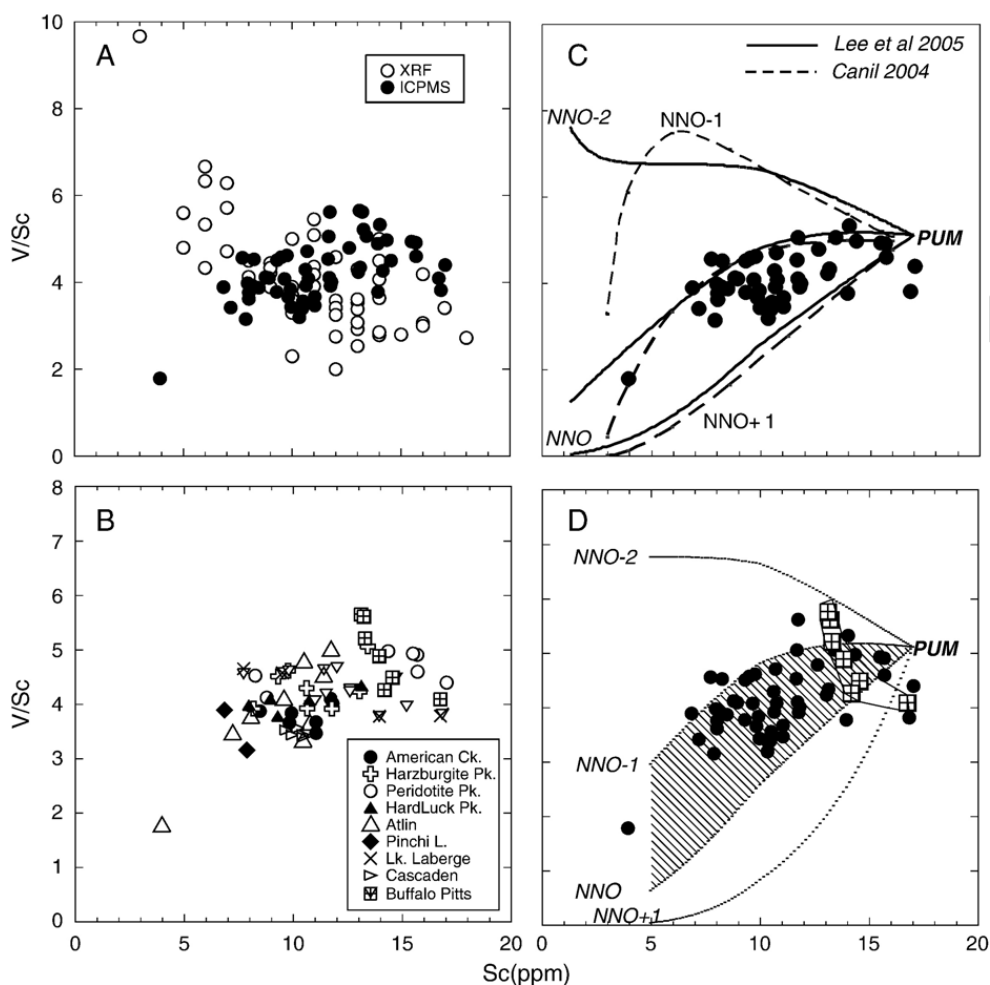 10
8
6
4
2
0
V/Sc
A
XRF
ICPMS
C
Lee et al 2005
Canil 2004
NNO-2
NNO-1
PUM
NNO
NNO+1
8
7
6
5
4
3
2
1
0
V/Sc
B
American Ck.
Harzburgite Pk.
Peridotite Pk.
HardLuck Pk.
Atlin
Pinchi L.
Lk. Laberge
Cascaden
Buffalo Pitts
0
5
10
15
20
D
NNO-2
PUM
NNO-1
NNO
NNO+1
0
5
10
15
20
Sc(ppm)